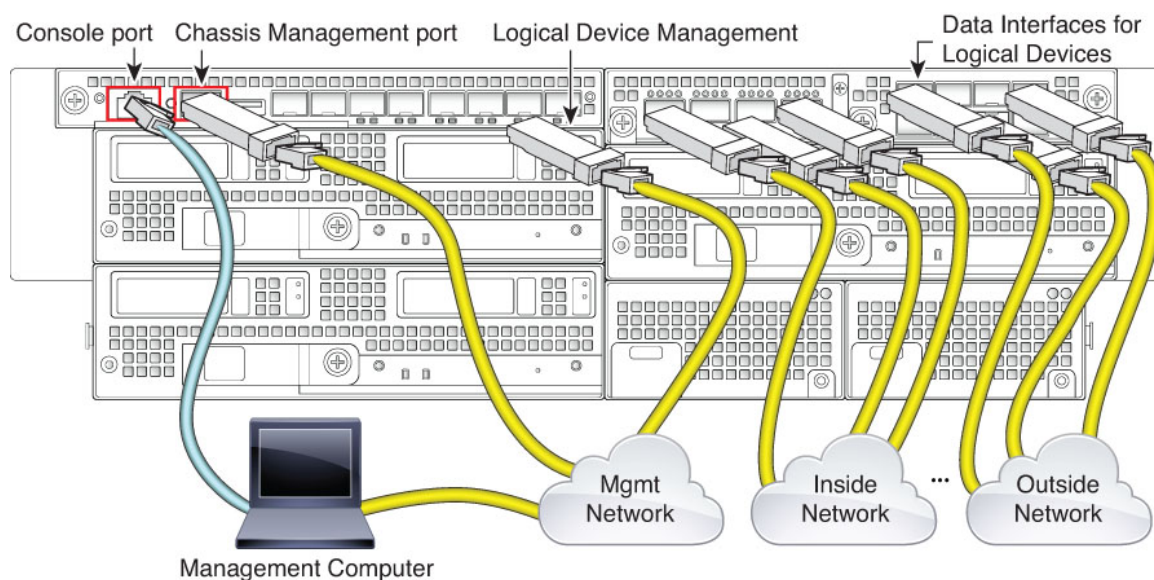 Console port
Chassis Management port
Logical Device Management
Data Interfaces for
Logical Devices
Mgmt
Network
Inside
Network
...
Outside
Network
Management Computer